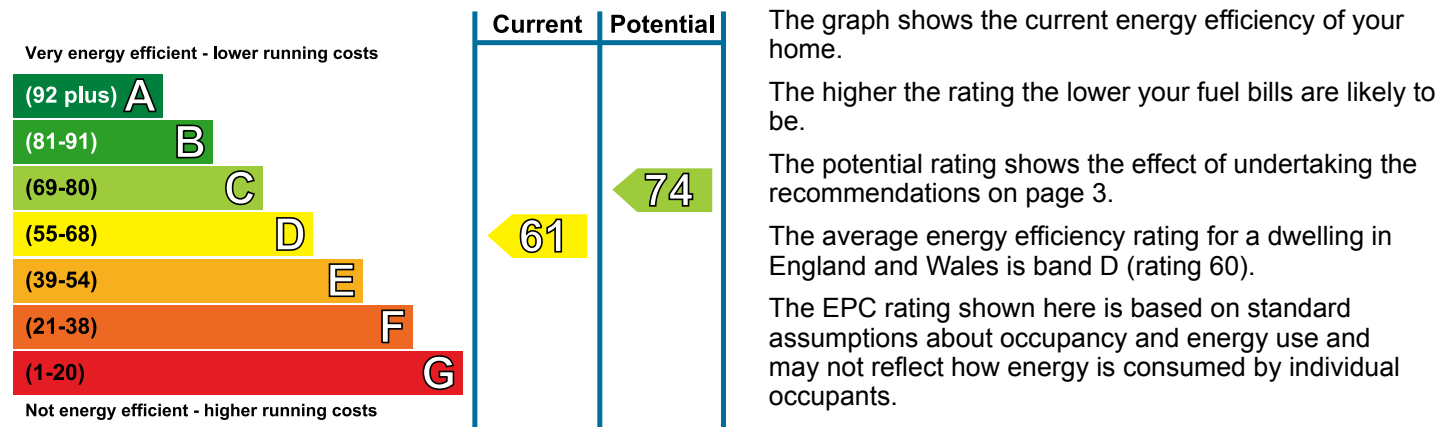 Current Potential
Very energy efficient - lower running costs
(92 plus) A
(81-91) B
(69-80) C
74
(55-68) D
61
(39-54) E
(21-38) F
(1-20) G
Not energy efficient - higher running costs
The graph shows the current energy efficiency of your
home.
The higher the rating the lower your fuel bills are likely to
be.
The potential rating shows the effect of undertaking the
recommendations on page 3.
The average energy efficiency rating for a dwelling in
England and Wales is band D (rating 60).
The EPC rating shown here is based on standard
assumptions about occupancy and energy use and
may not reflect how energy is consumed by individual
occupants.